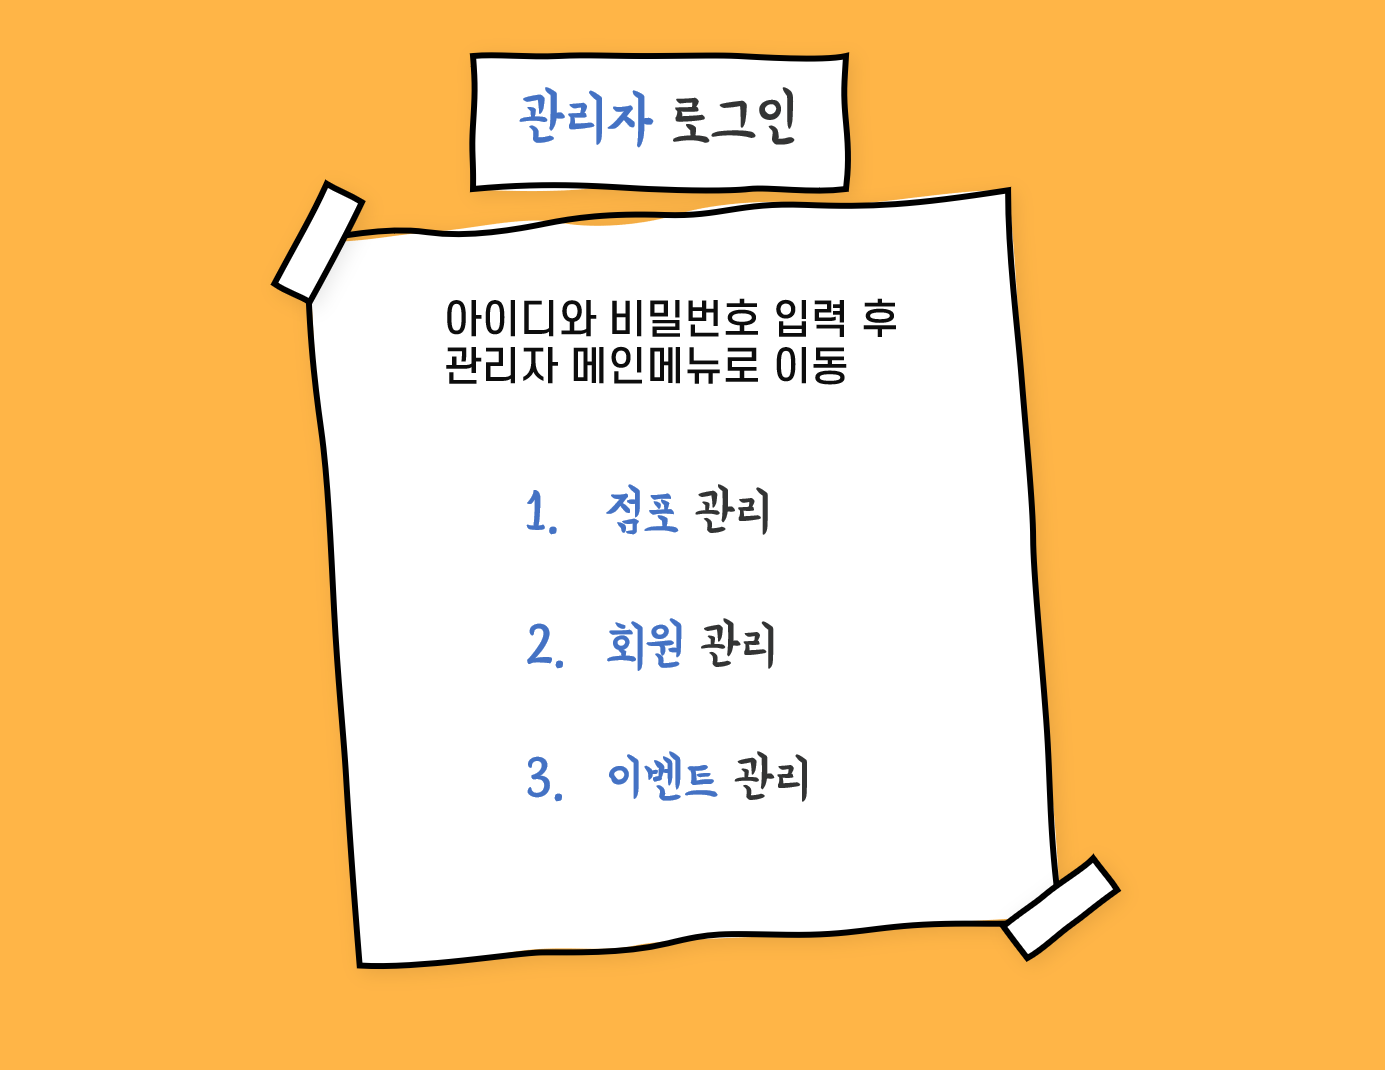 관리자 로그인
아이디와 비밀번호 입력 후
관리자 메인메뉴로 이동
1. 점포 관리
2. 회원 관리
3. 이벤트 관리